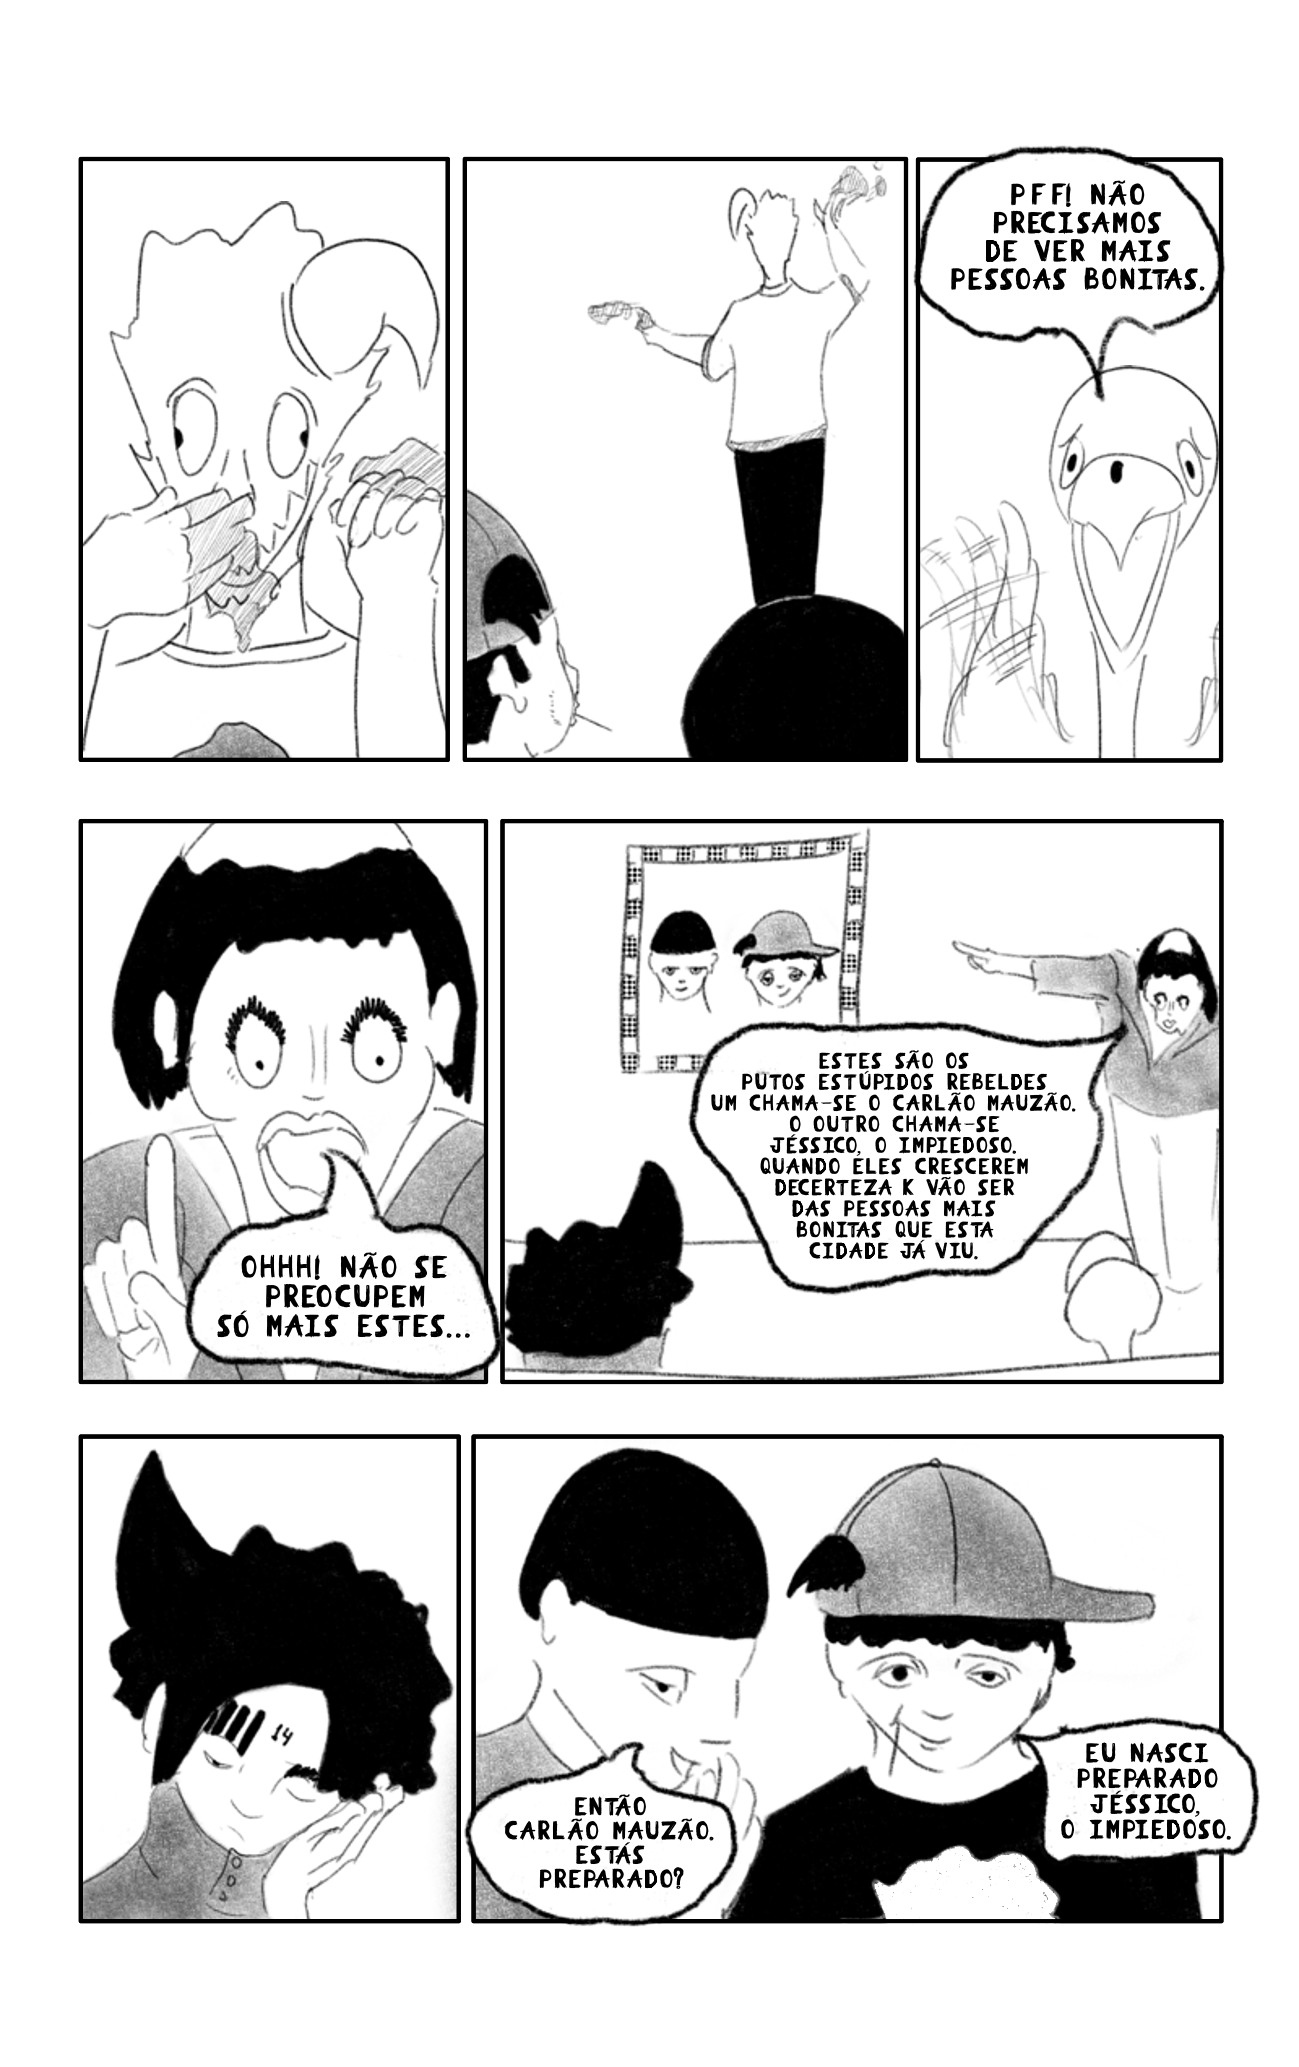 PFF! NÃO
PRECISAMOS
DE VER MAIS
PESSOAS BONITAS.
OHHH! NÃO SE
PREOCUPEM
SÓ MAIS ESTES...
ESTES SÃO OS
PUTOS ESTÚPIDOS REBELDES
UM CHAMA-SE O CARLÃO MAUZÃO.
O OUTRO CHAMA-SE
JÉSSICO, O IMPIEDOSO.
QUANDO ELES CRESCEREM
DECERTEZA K VÃO SER
DAS PESSOAS MAIS
BONITAS QUE ESTA
CIDADE JÁ VIU.
14
ENTÃO
CARLÃO MAUZÃO.
ESTÁS
PREPARADO?
EU NASCI
PREPARADO
JÉSSICO,
O IMPIEDOSO.